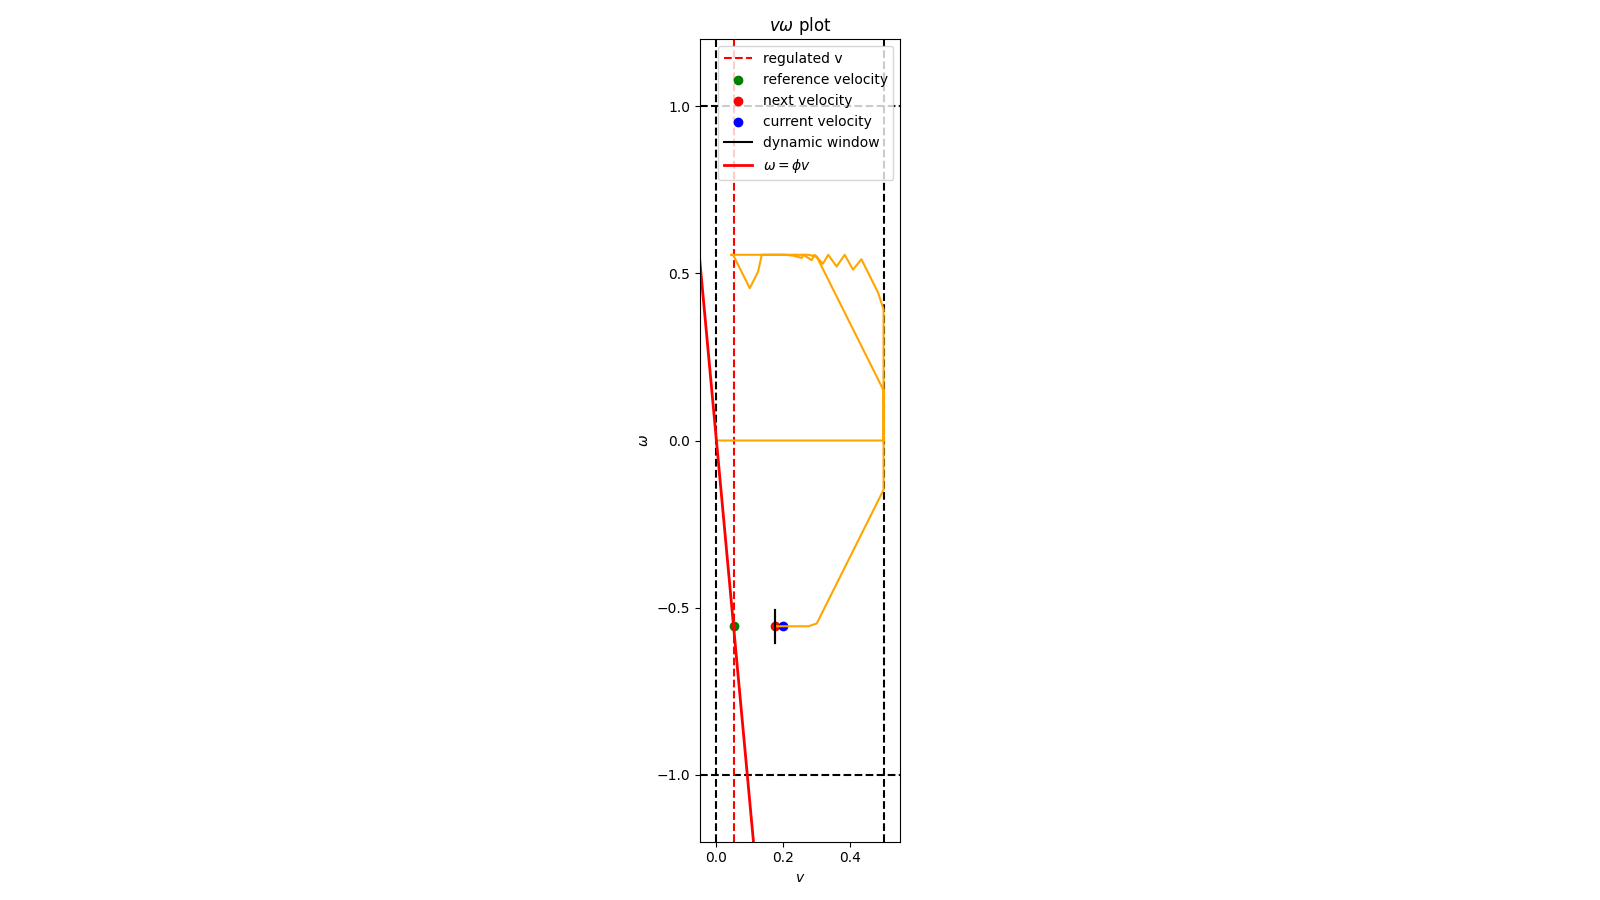 vω plot
regulated v
reference velocity
next velocity
current velocity
dynamic window
ω = ϕv
1.0
0.5
0.0
−0.5
−1.0
ω
0.0 0.2 0.4
v